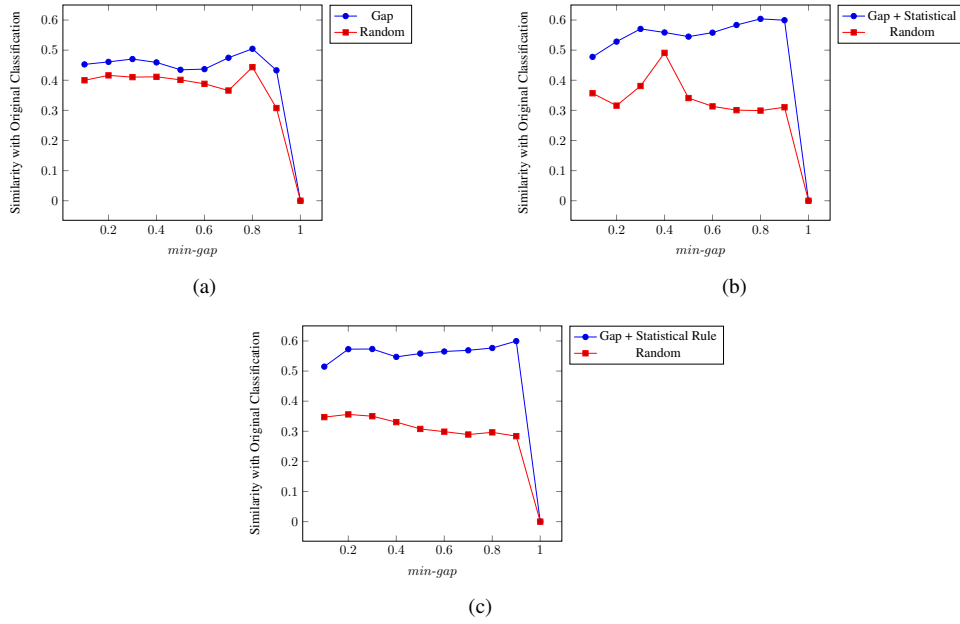 Similarity with Original Classification
0.6
0.5
0.4
0.3
0.2
0.1
0
0.2 0.4 0.6 0.8 1
min-gap
Gap
Random
(a)
Similarity with Original Classification
0.6
0.5
0.4
0.3
0.2
0.1
0
0.2 0.4 0.6 0.8 1
min-gap
Gap + Statistical
Random
(b)
Similarity with Original Classification
0.6
0.5
0.4
0.3
0.2
0.1
0
0.2 0.4 0.6 0.8 1
min-gap
Gap + Statistical Rule
Random
(c)